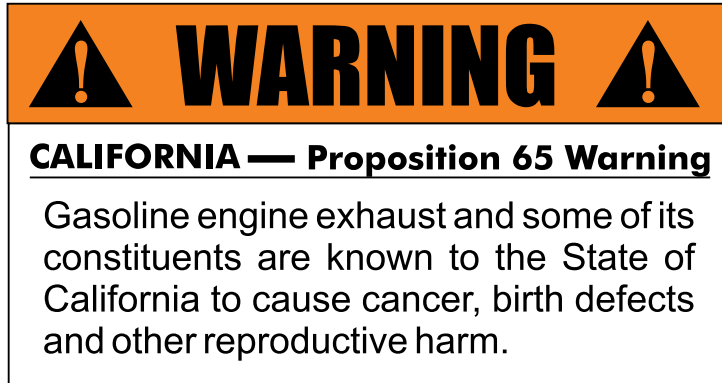 WARNING
CALIFORNIA — Proposition 65 Warning
Gasoline engine exhaust and some of its
constituents are known to the State of
California to cause cancer, birth defects
and other reproductive harm.